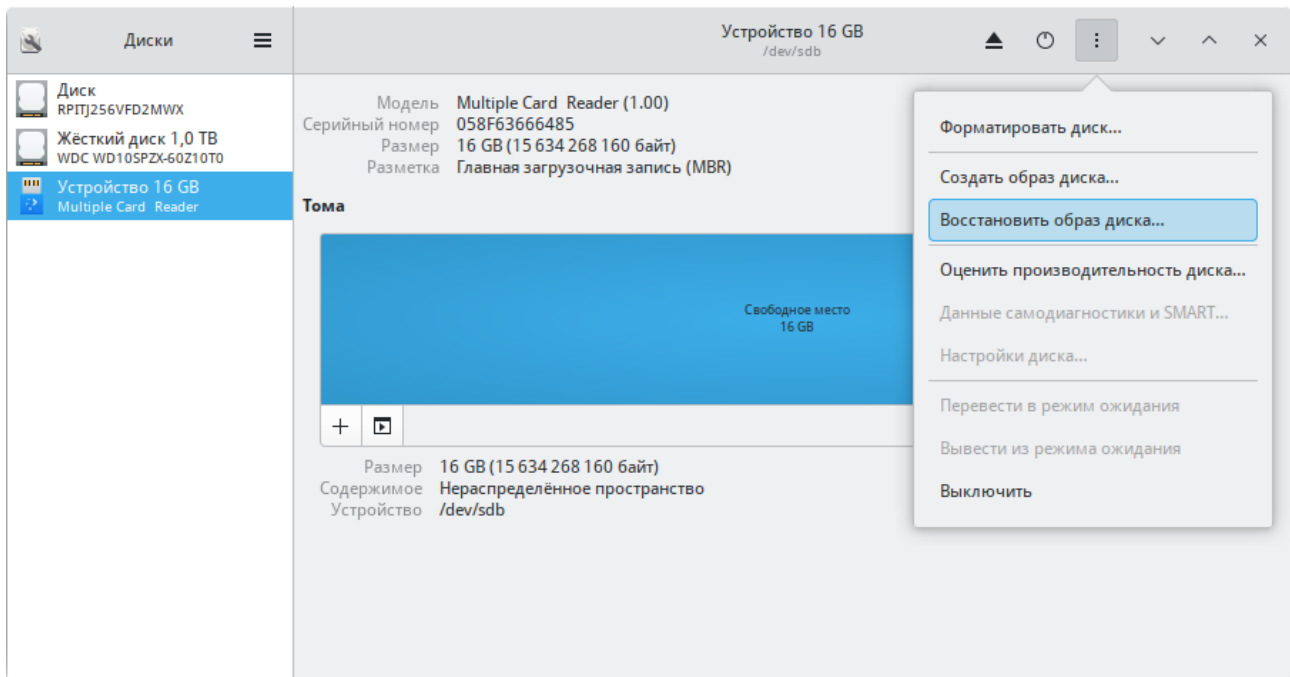 Диски
Устройство 16 GB
/dev/sdb
Диск
RPITJ256VFD2MWX
Жёсткий диск 1,0 TB
WDC WD10SPZX-60Z10T0
Устройство 16 GB
Multiple Card Reader
Модель Multiple Card Reader (1.00)
Серийный номер 058F63666485
Размер 16 GB (15 634 268 160 байт)
Разметка Главная загрузочная запись (MBR)
Тома
Свободное место
16 GB
Размер 16 GB (15 634 268 160 байт)
Содержимое Нераспределённое пространство
Устройство /dev/sdb
Форматировать диск...
Создать образ диска...
Восстановить образ диска...
Оценить производительность диска...
Данные самодиагностики и SMART...
Настройки диска...
Перевести в режим ожидания
Вывести из режима ожидания
Выключить